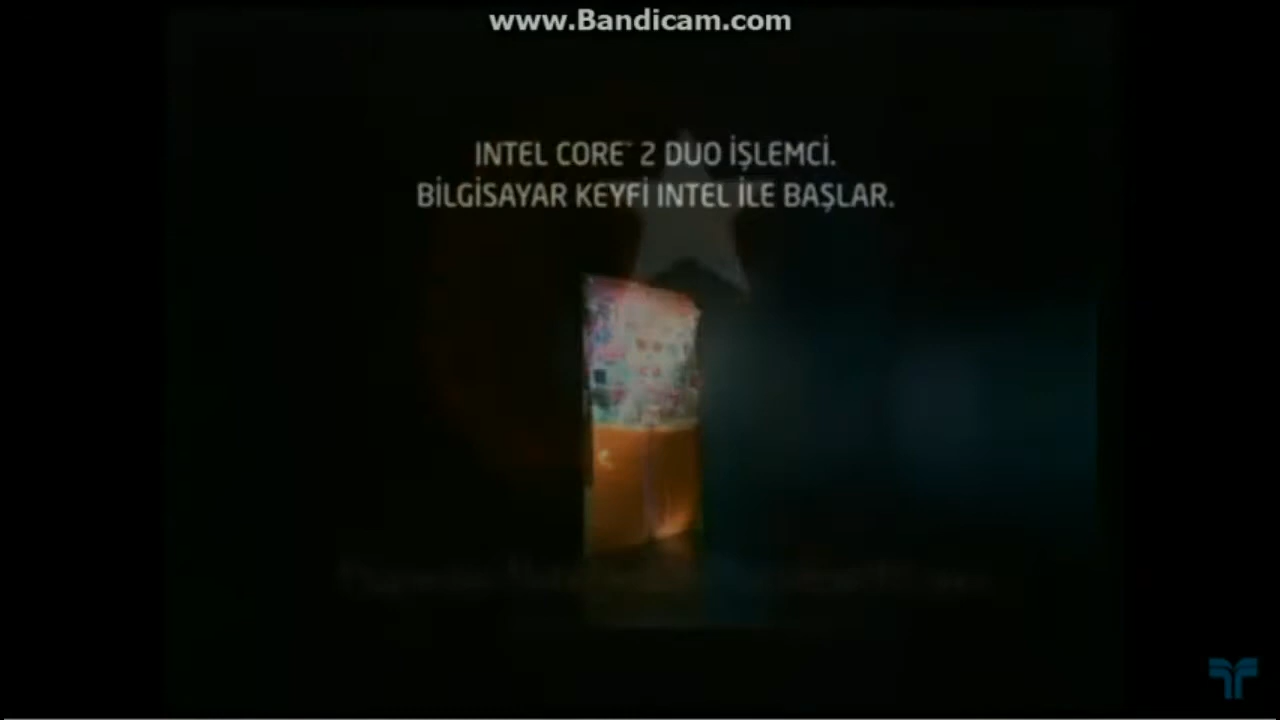 www.Bandicam.com
INTEL CORE™ 2 DUO İŞLEMCİ.
BİLGİSAYAR KEYFİ INTEL İLE BAŞLAR.